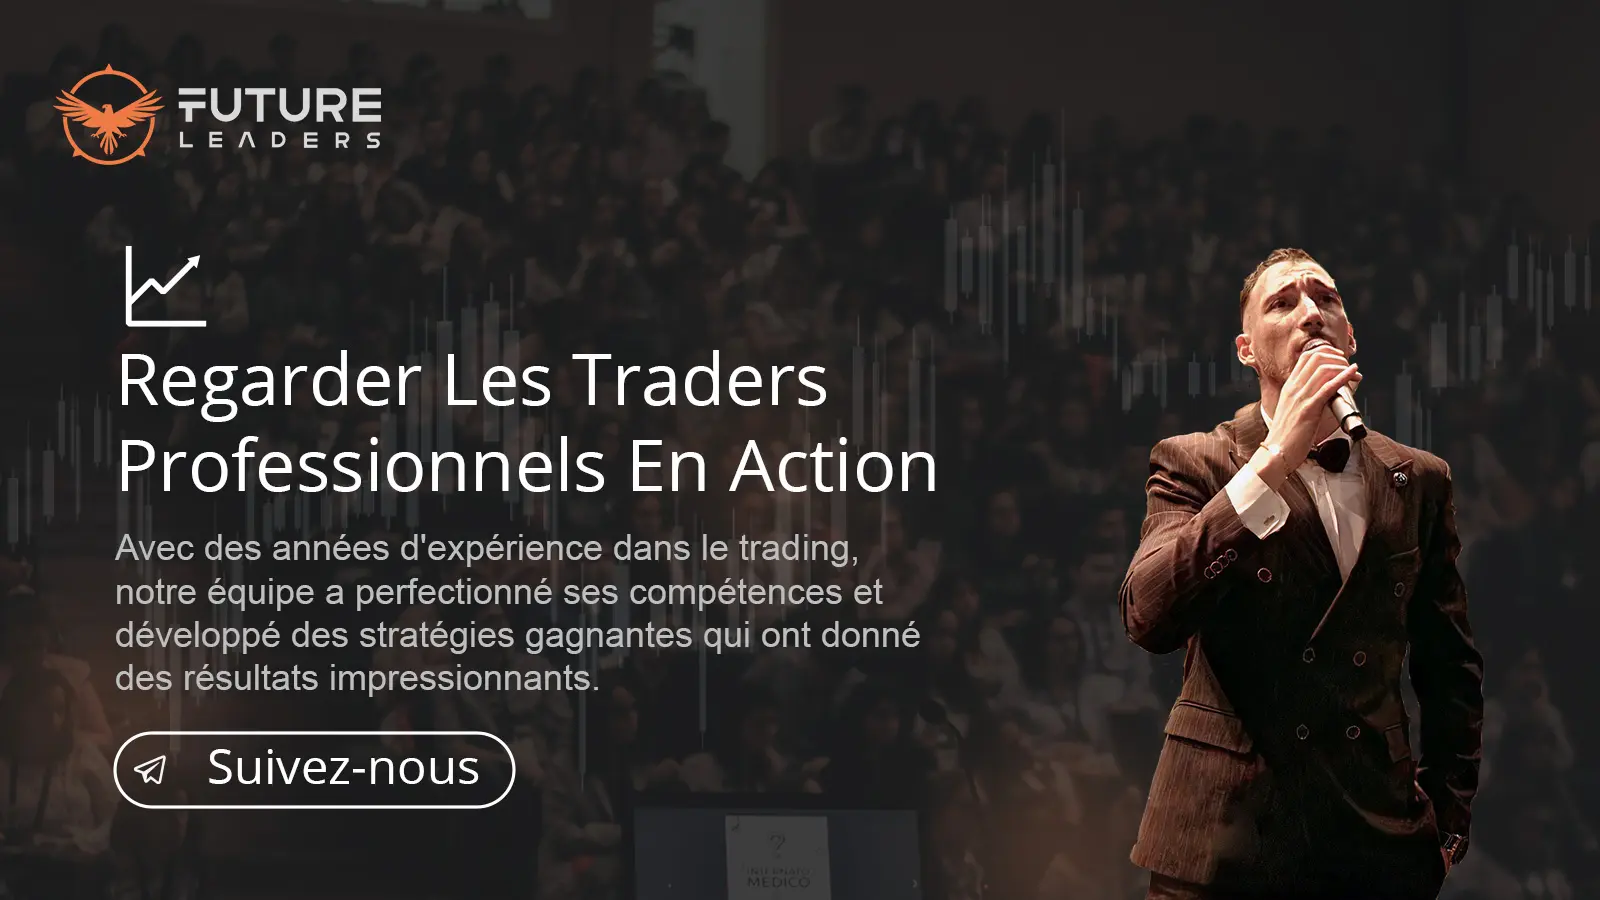 FUTURE
LEADERS
Regarder Les Traders
Professionnels En Action
Avec des années d'expérience dans le trading,
notre équipe a perfectionné ses compétences et
développé des stratégies gagnantes qui ont donné
des résultats impressionnants.
Suivez-nous
INTERNATO
MEDICO